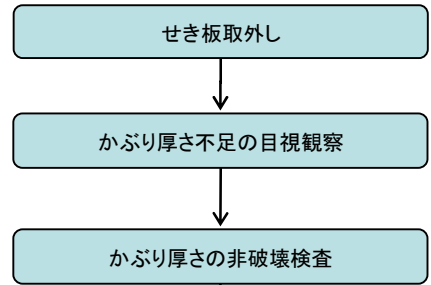 せき板取外し
かぶり厚さ不足の目視観察
かぶり厚さの非破壊検査